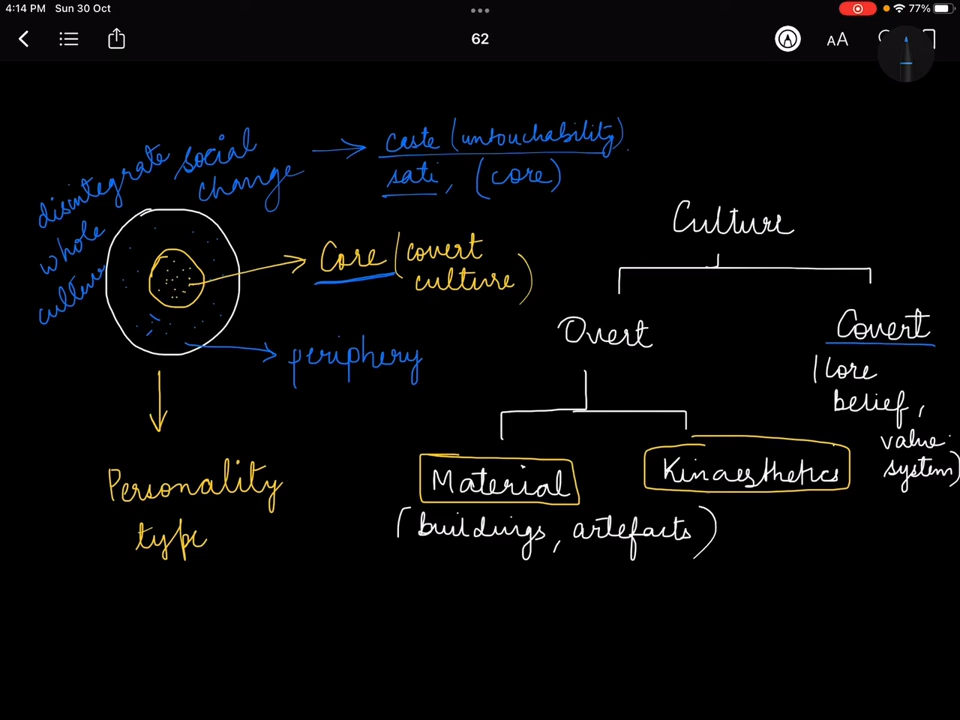 4:14 PM Sun 30 Oct
77%
62
AA
disintegrate
whole
culture
social
change
caste (untouchability)
sati, (core)
Core (covert
culture)
periphery
Personality
type
Culture
Overt
Covert
(core
belief,
value
system)
Material
Kinaesthetics
(buildings, artefacts)